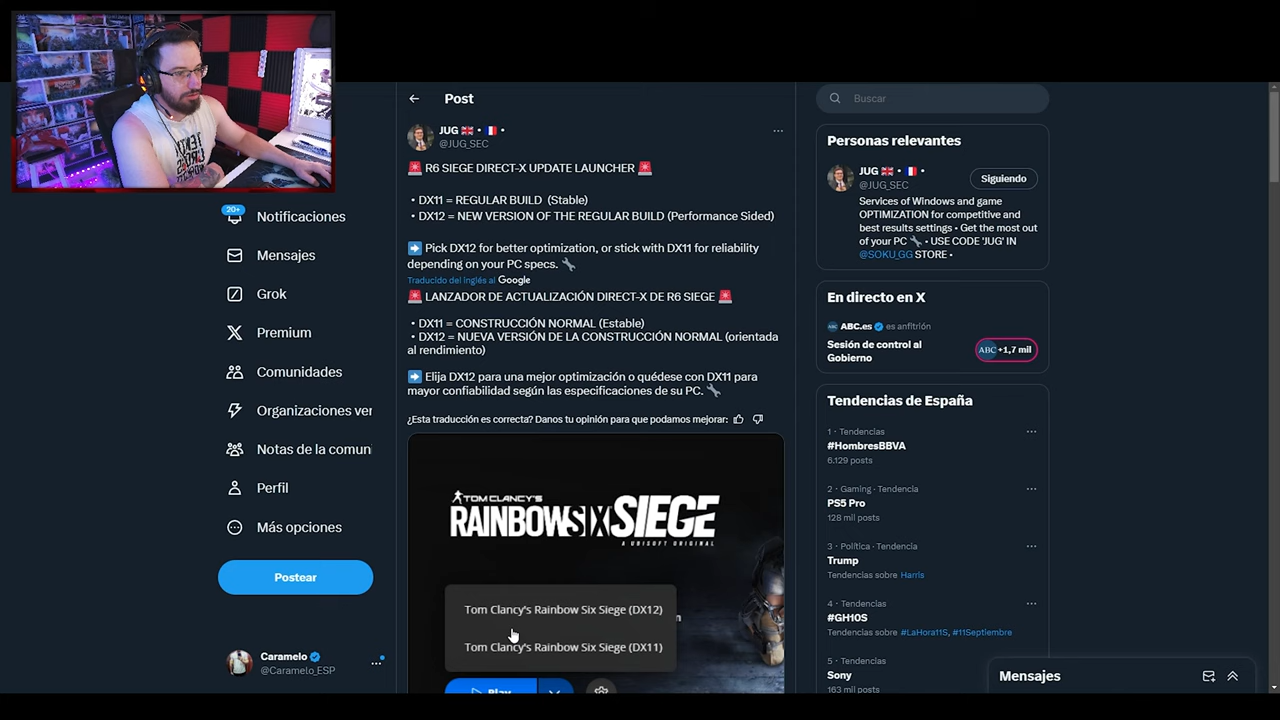 Post
JUG 🇬🇧 • 🇫🇷 •
@JUG_SEC
🚨 R6 SIEGE DIRECT-X UPDATE LAUNCHER 🚨
• DX11 = REGULAR BUILD (Stable)
• DX12 = NEW VERSION OF THE REGULAR BUILD (Performance Sided)
➡️ Pick DX12 for better optimization, or stick with DX11 for reliability
depending on your PC specs. 🔧
Traducido del inglés al Google
🚨 LANZADOR DE ACTUALIZACIÓN DIRECT-X DE R6 SIEGE 🚨
• DX11 = CONSTRUCCIÓN NORMAL (Estable)
• DX12 = NUEVA VERSIÓN DE LA CONSTRUCCIÓN NORMAL (orientada
al rendimiento)
➡️ Elija DX12 para una mejor optimización o quédese con DX11 para
mayor confiabilidad según las especificaciones de su PC. 🔧
¿Esta traducción es correcta? Danos tu opinión para que podamos mejorar:
TOM CLANCY'S
RAINBOWSIX SIEGE
A UBISOFT ORIGINAL
Tom Clancy's Rainbow Six Siege (DX12)
Tom Clancy's Rainbow Six Siege (DX11)
Play
20+
Notificaciones
Mensajes
Grok
Premium
Comunidades
Organizaciones ver
Notas de la comun
Perfil
Más opciones
Postear
Caramelo
@Caramelo_ESP
Buscar
Personas relevantes
JUG 🇬🇧 • 🇫🇷 •
@JUG_SEC
Siguiendo
Services of Windows and game
OPTIMIZATION for competitive and
best results settings • Get the most out
of your PC 🔧 • USE CODE 'JUG' IN
@SOKU_GG STORE •
En directo en X
ABC ABC.es es anfitrión
Sesión de control al
Gobierno
ABC +1,7 mil
Tendencias de España
1 · Tendencias
#HombresBBVA
6.129 posts
2 · Gaming · Tendencia
PS5 Pro
128 mil posts
3 · Política · Tendencia
Trump
Tendencias sobre Harris
4 · Tendencias
#GH10S
Tendencias sobre #LaHora11S, #11Septiembre
5 · Tendencias
Sony
163 mil posts
Mensajes